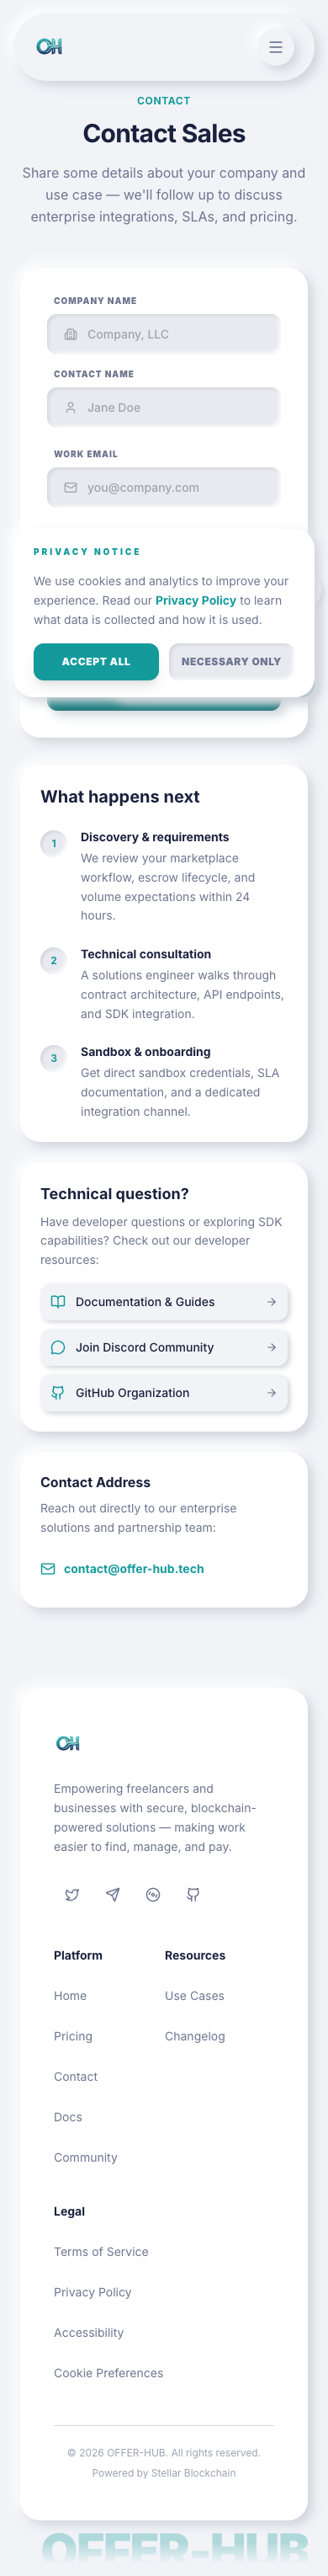 OH
CONTACT
Contact Sales
Share some details about your company and
use case — we'll follow up to discuss
enterprise integrations, SLAs, and pricing.
COMPANY NAME
Company, LLC
CONTACT NAME
Jane Doe
WORK EMAIL
you@company.com
PRIVACY NOTICE
We use cookies and analytics to improve your
experience. Read our Privacy Policy to learn
what data is collected and how it is used.
ACCEPT ALL
NECESSARY ONLY
What happens next
1
Discovery & requirements
We review your marketplace
workflow, escrow lifecycle, and
volume expectations within 24
hours.
2
Technical consultation
A solutions engineer walks through
contract architecture, API endpoints,
and SDK integration.
3
Sandbox & onboarding
Get direct sandbox credentials, SLA
documentation, and a dedicated
integration channel.
Technical question?
Have developer questions or exploring SDK
capabilities? Check out our developer
resources:
Documentation & Guides
Join Discord Community
GitHub Organization
Contact Address
Reach out directly to our enterprise
solutions and partnership team:
contact@offer-hub.tech
OH
Empowering freelancers and
businesses with secure, blockchain-
powered solutions — making work
easier to find, manage, and pay.
Platform
Home
Pricing
Contact
Docs
Community
Resources
Use Cases
Changelog
Legal
Terms of Service
Privacy Policy
Accessibility
Cookie Preferences
© 2026 OFFER-HUB. All rights reserved.
Powered by Stellar Blockchain
OFFER-HUB